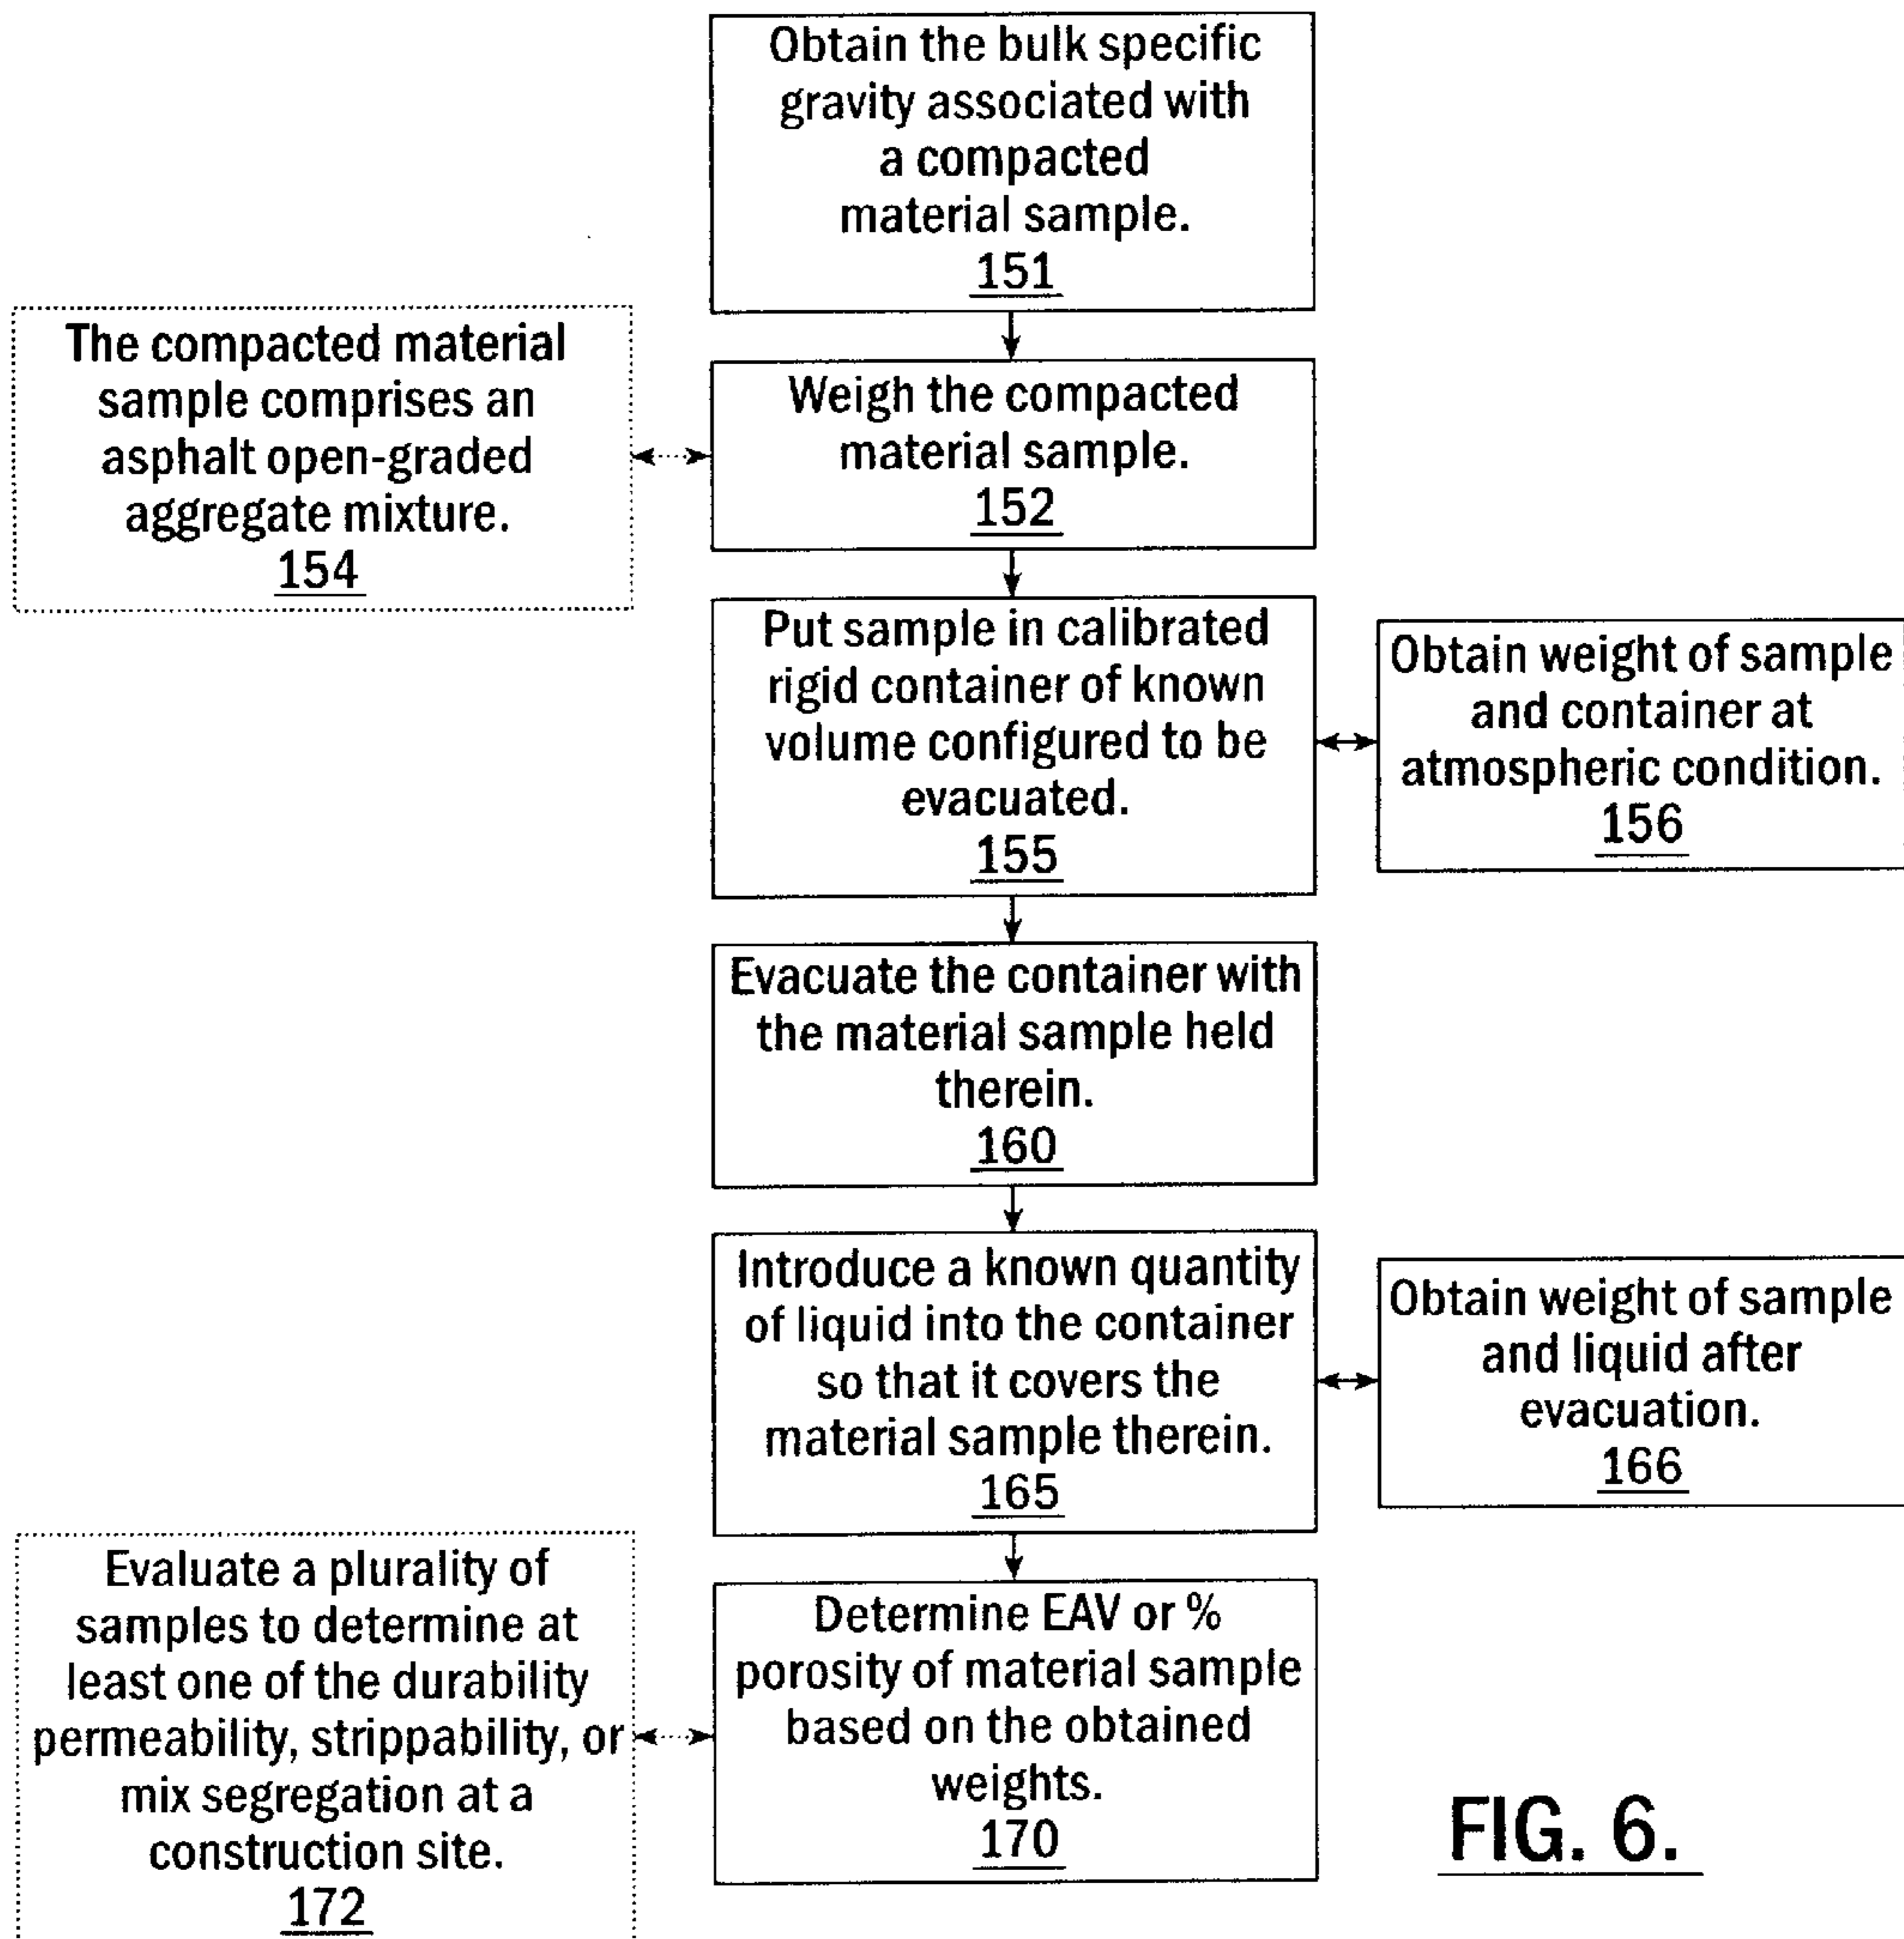 Obtain the bulk specific
gravity associated with
a compacted
material sample.
151
The compacted material
sample comprises an
asphalt open-graded
aggregate mixture.
154
Weigh the compacted
material sample.
152
Put sample in calibrated
rigid container of known
volume configured to be
evacuated.
155
Obtain weight of sample
and container at
atmospheric condition.
156
Evacuate the container with
the material sample held
therein.
160
Introduce a known quantity
of liquid into the container
so that it covers the
material sample therein.
165
Obtain weight of sample
and liquid after
evacuation.
166
Evaluate a plurality of
samples to determine at
least one of the durability
permeability, strippability, or
mix segregation at a
construction site.
172
Determine EAV or %
porosity of material sample
based on the obtained
weights.
170
FIG. 6.